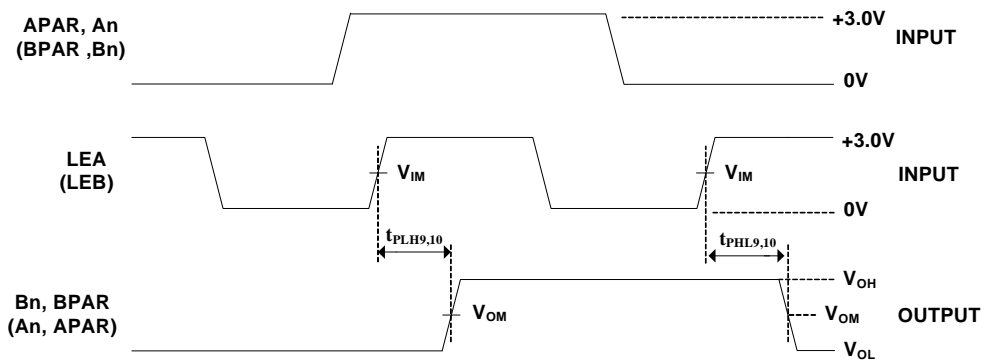 APAR, An
(BPAR ,Bn)
+3.0V
INPUT
0V
LEA
(LEB)
+3.0V
VIM
VIM
INPUT
0V
tPLH9,10
tPHL9,10
Bn, BPAR
(An, APAR)
VOH
VOM
VOM
OUTPUT
VOL